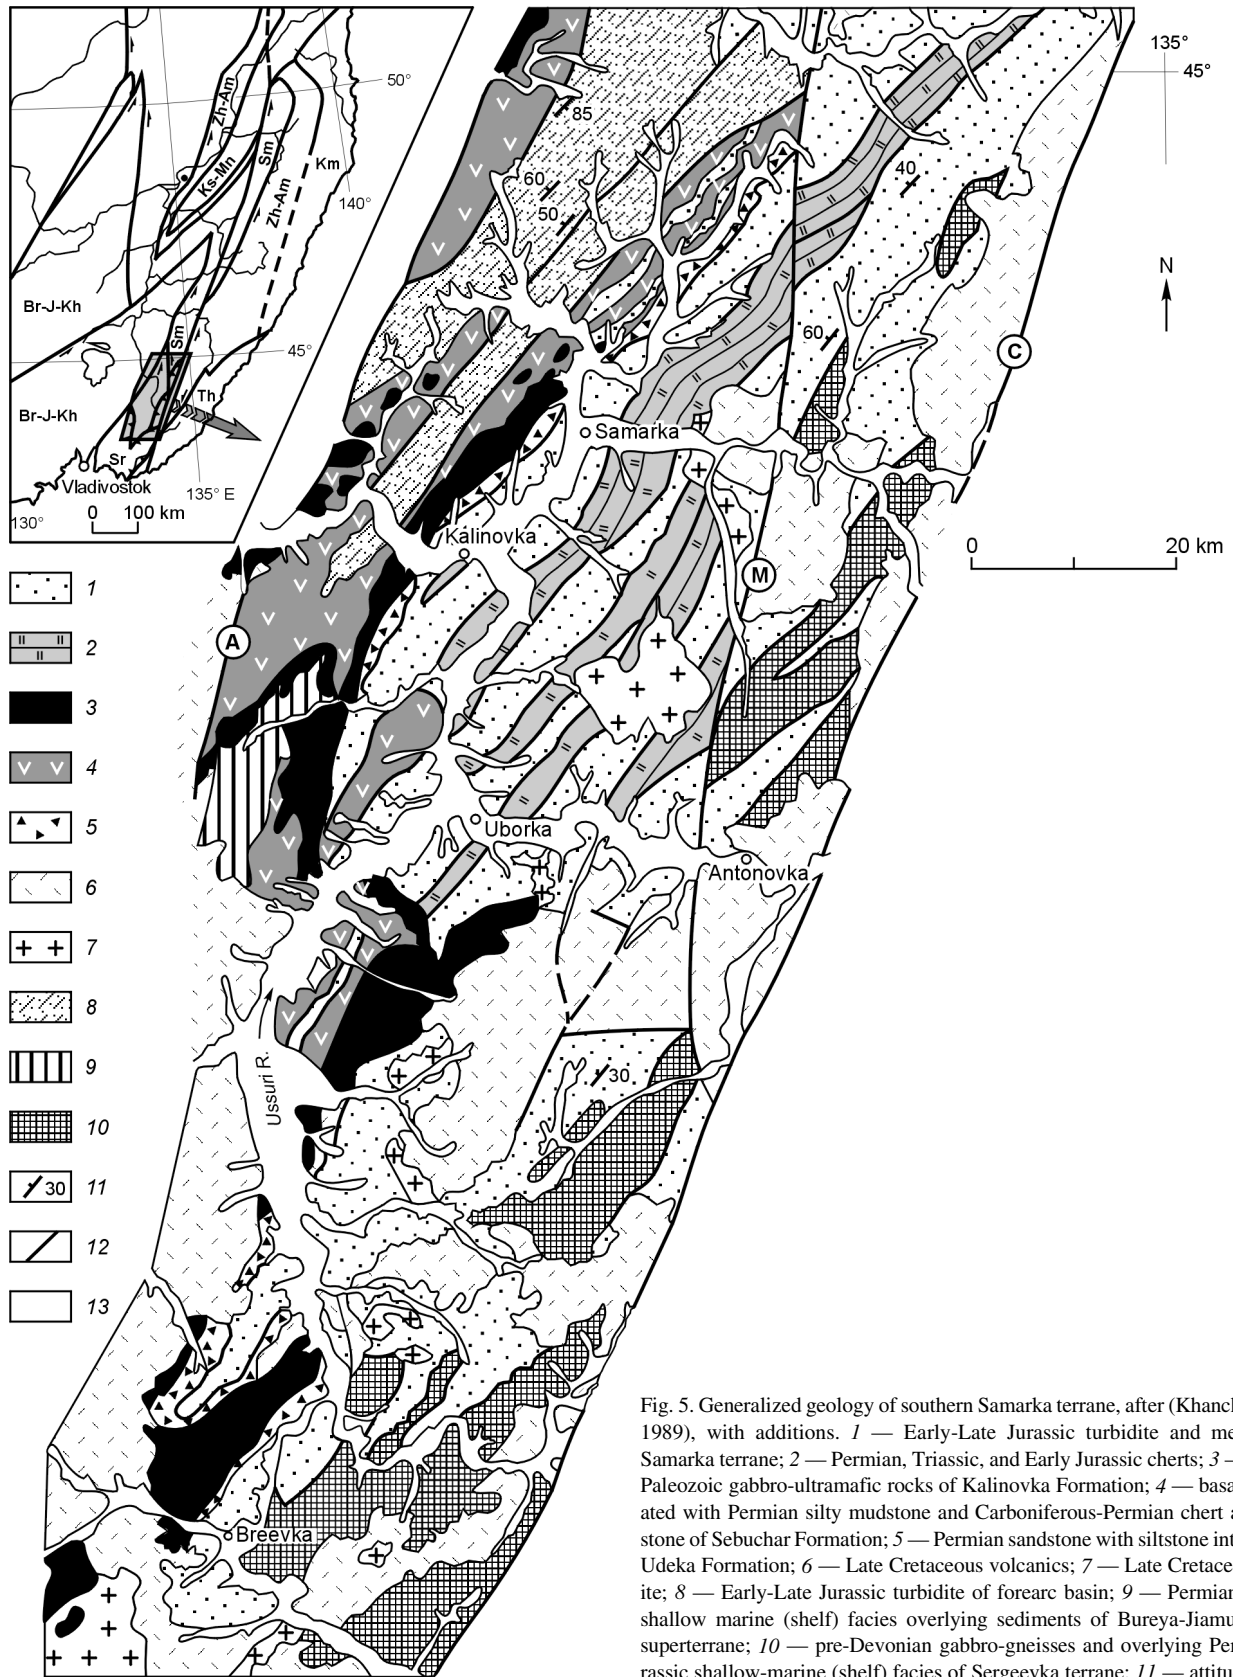 135°
45°
50°
Zh-Am
Ks-Mn
Sm
Zh-Am
Km
140°
Br-J-Kh
45°
Sm
Th
Br-J-Kh
Sr
Vladivostok
135° E
130°
0 100 km
85
60
50
40
60
N
C
Samarka
Kalinovka
0 20 km
M
A
Uborka
Antonovka
Ussuri R.
30
Breevka
1
2
3
4
5
6
7
8
9
10
30 11
12
13
Fig. 5. Generalized geology of southern Samarka terrane, after (Khanch
1989), with additions. 1 — Early-Late Jurassic turbidite and me
Samarka terrane; 2 — Permian, Triassic, and Early Jurassic cherts; 3 —
Paleozoic gabbro-ultramafic rocks of Kalinovka Formation; 4 — basa
ated with Permian silty mudstone and Carboniferous-Permian chert a
stone of Sebuchar Formation; 5 — Permian sandstone with siltstone int
Udeka Formation; 6 — Late Cretaceous volcanics; 7 — Late Cretace
ite; 8 — Early-Late Jurassic turbidite of forearc basin; 9 — Permian
shallow marine (shelf) facies overlying sediments of Bureya-Jiamu
superterrane; 10 — pre-Devonian gabbro-gneisses and overlying Per
rassic shallow-marine (shelf) facies of Sergeevka terrane; 11 — attitu